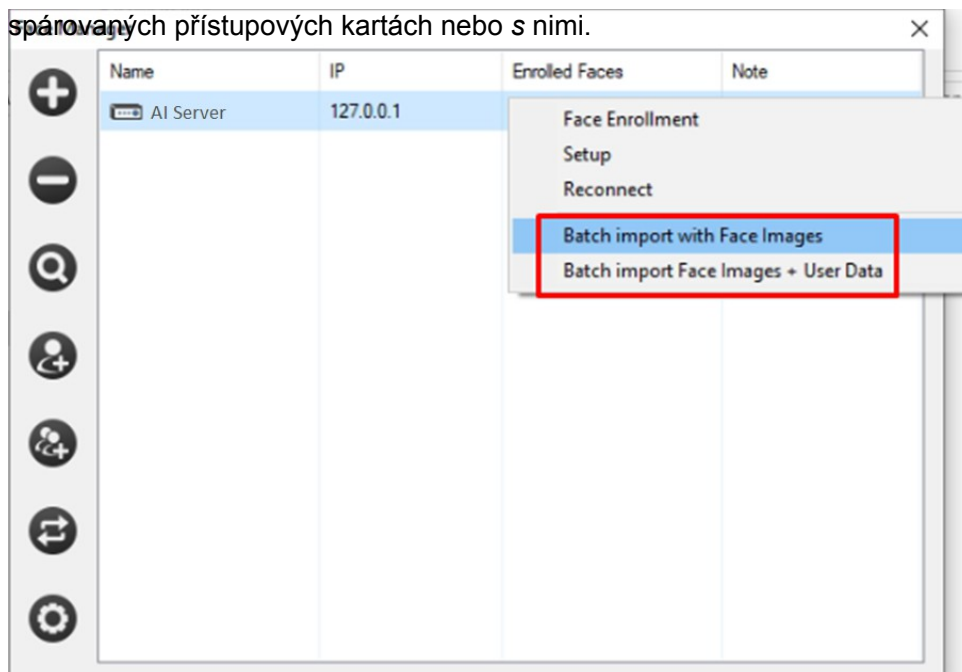 spárovaných přístupových kartách nebo s nimi.
Name IP Enrolled Faces Note
AI Server 127.0.0.1
Face Enrollment
Setup
Reconnect
Batch import with Face Images
Batch import Face Images + User Data